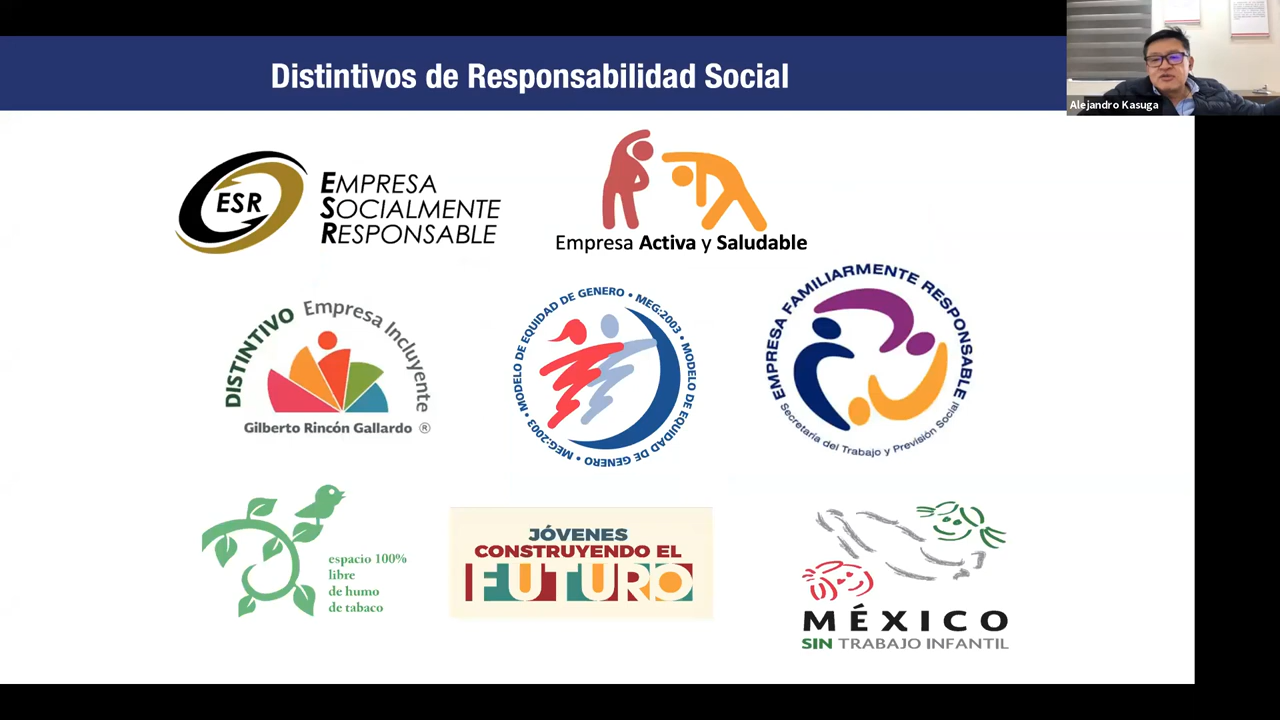 Distintivos de Responsabilidad Social
Alejandro Kasuga
ESR
EMPRESA
SOCIALMENTE
RESPONSABLE
Empresa Activa y Saludable
DISTINTIVO Empresa Incluyente
Gilberto Rincón Gallardo ®
MODELO DE EQUIDAD DE GENERO • MEG:2003 • MODELO DE EQUIDAD DE GENERO • MEG:2003 •
EMPRESA FAMILIARMENTE RESPONSABLE
Secretaría del Trabajo y Previsión Social
espacio 100%
libre
de humo
de tabaco
JÓVENES
CONSTRUYENDO EL
FUTURO
MÉXICO
SIN TRABAJO INFANTIL